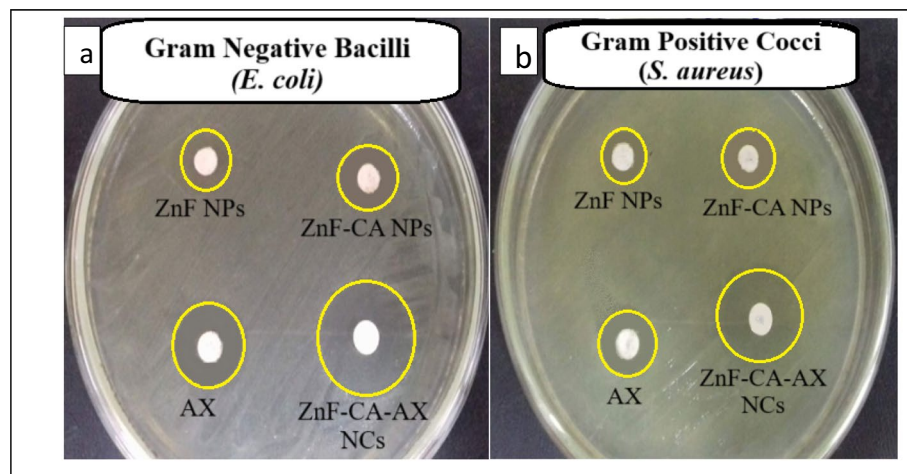 a
Gram Negative Bacilli
(E. coli)
ZnF NPs
ZnF-CA NPs
AX
ZnF-CA-AX
NCs
b
Gram Positive Cocci
(S. aureus)
ZnF NPs
ZnF-CA NPs
AX
ZnF-CA-AX
NCs